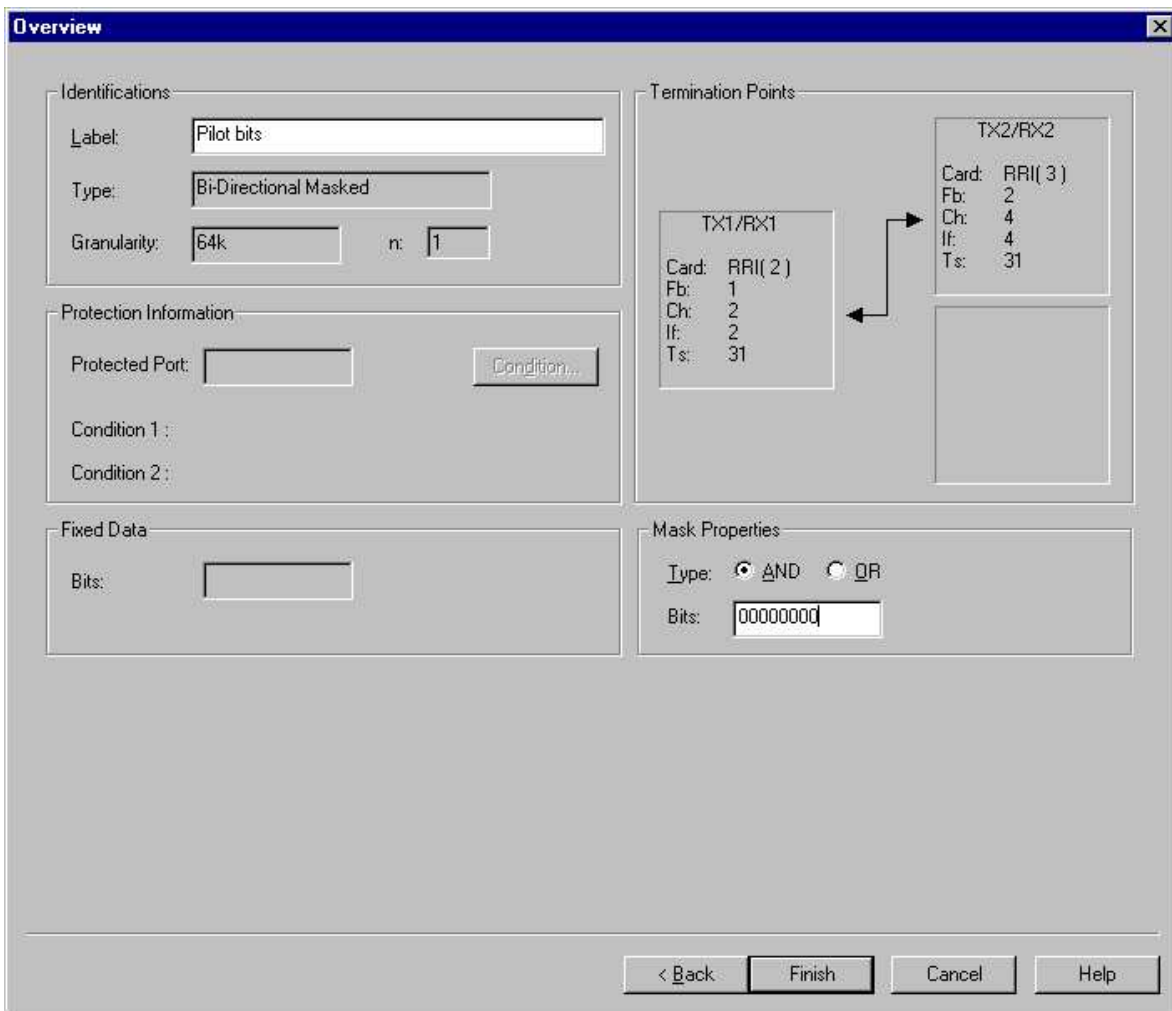 Overview
Identifications
Label: Pilot bits
Type: Bi-Directional Masked
Granularity: 64k n: 1
Protection Information
Protected Port: Condition...
Condition 1 :
Condition 2 :
Fixed Data
Bits:
Termination Points
TX1/RX1
Card: RRI( 2 )
Fb: 1
Ch: 2
If: 2
Ts: 31
TX2/RX2
Card: RRI( 3 )
Fb: 2
Ch: 4
If: 4
Ts: 31
Mask Properties
Type: AND OR
Bits: 00000000
< Back Finish Cancel Help